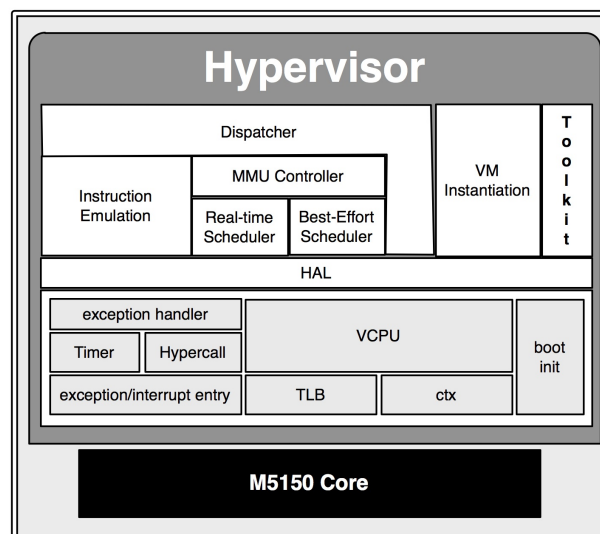 Hypervisor
Dispatcher
Instruction
Emulation
MMU Controller
Real-time
Scheduler
Best-Effort
Scheduler
VM
Instantiation
Toolkit
HAL
exception handler
Timer
Hypercall
exception/interrupt entry
VCPU
TLB
ctx
boot
init
M5150 Core